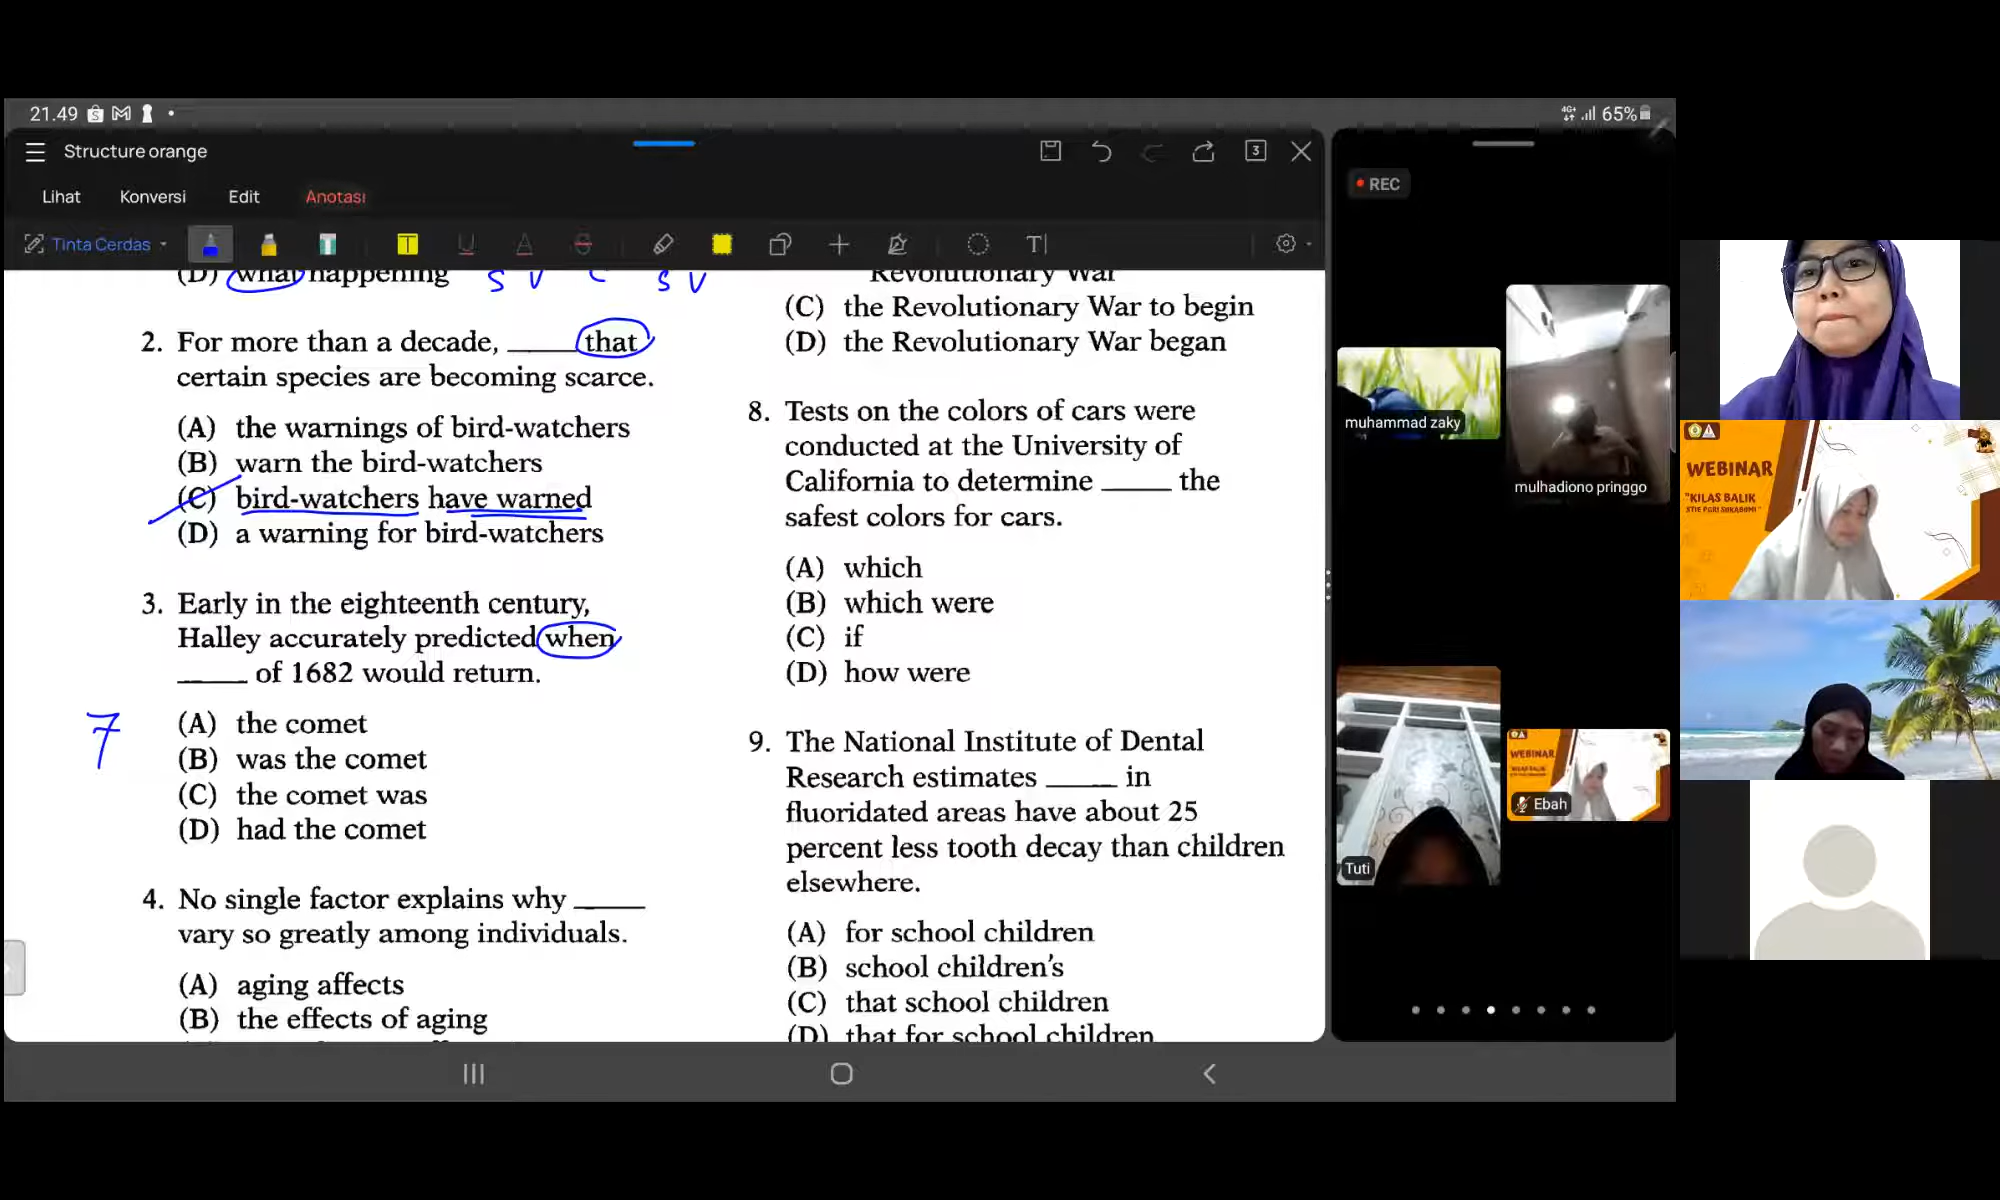 21.49
4G+ 65%
Structure orange
3
Lihat Konversi Edit Anotasi
Tinta Cerdas
(D) what happening
S V C S V
2. For more than a decade, _____ that
certain species are becoming scarce.
(A) the warnings of bird-watchers
(B) warn the bird-watchers
(C) bird-watchers have warned
(D) a warning for bird-watchers
3. Early in the eighteenth century,
Halley accurately predicted when
_____ of 1682 would return.
7
(A) the comet
(B) was the comet
(C) the comet was
(D) had the comet
4. No single factor explains why _____
vary so greatly among individuals.
(A) aging affects
(B) the effects of aging
Revolutionary War
(C) the Revolutionary War to begin
(D) the Revolutionary War began
8. Tests on the colors of cars were
conducted at the University of
California to determine _____ the
safest colors for cars.
(A) which
(B) which were
(C) if
(D) how were
9. The National Institute of Dental
Research estimates _____ in
fluoridated areas have about 25
percent less tooth decay than children
elsewhere.
(A) for school children
(B) school children's
(C) that school children
(D) that for school children
REC
muhammad zaky
mulhadiono pringgo
Tuti
WEBINAR
Ebah
WEBINAR
"KILAS BALIK
STIE PGRI SUKABUMI"